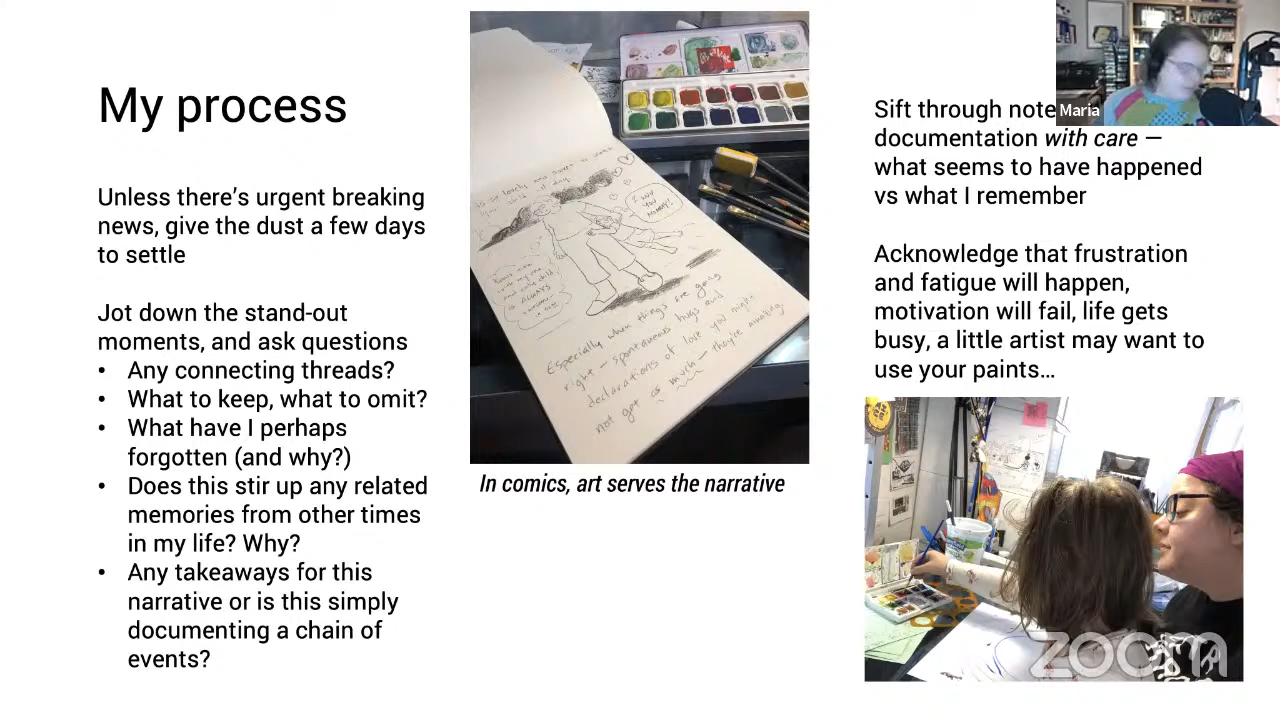 My process
Unless there’s urgent breaking
news, give the dust a few days
to settle
Jot down the stand-out
moments, and ask questions
• Any connecting threads?
• What to keep, what to omit?
• What have I perhaps
forgotten (and why?)
• Does this stir up any related
memories from other times
in my life? Why?
• Any takeaways for this
narrative or is this simply
documenting a chain of
events?
I LOVE
YOU
MOMMY!
ALWAYS
Especially when things are going
right — spontaneous hugs and
declarations of love you might
not get as much — they're amazing.
In comics, art serves the narrative
Maria
Sift through note
documentation with care —
what seems to have happened
vs what I remember
Acknowledge that frustration
and fatigue will happen,
motivation will fail, life gets
busy, a little artist may want to
use your paints…
zoom